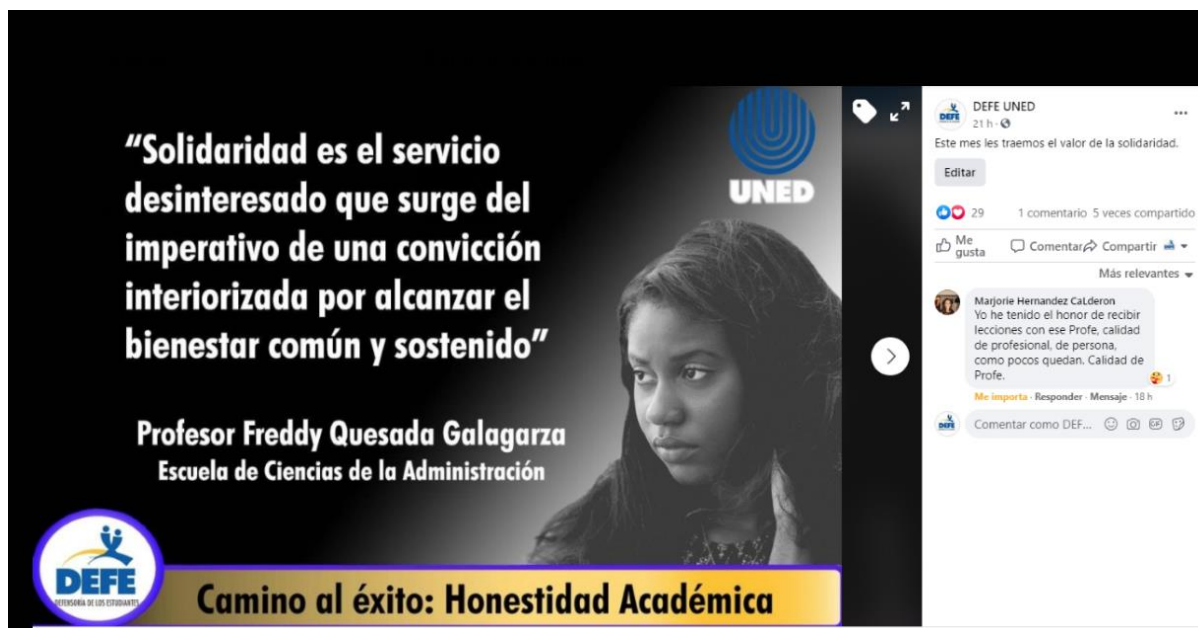 “Solidaridad es el servicio
desinteresado que surge del
imperativo de una convicción
interiorizada por alcanzar el
bienestar común y sostenido”
Profesor Freddy Quesada Galagarza
Escuela de Ciencias de la Administración
UNED
DEFE
DEFENSORÍA DE LOS ESTUDIANTES
Camino al éxito: Honestidad Académica
DEFE UNED
21 h
Este mes les traemos el valor de la solidaridad.
Editar
29 1 comentario 5 veces compartido
Me gusta Comentar Compartir
Más relevantes
Marjorie Hernandez CaLderon
Yo he tenido el honor de recibir
lecciones con ese Profe, calidad
de profesional, de persona,
como pocos quedan. Calidad de
Profe.
1
Me importa · Responder · Mensaje · 18 h
Comentar como DEF... GIF